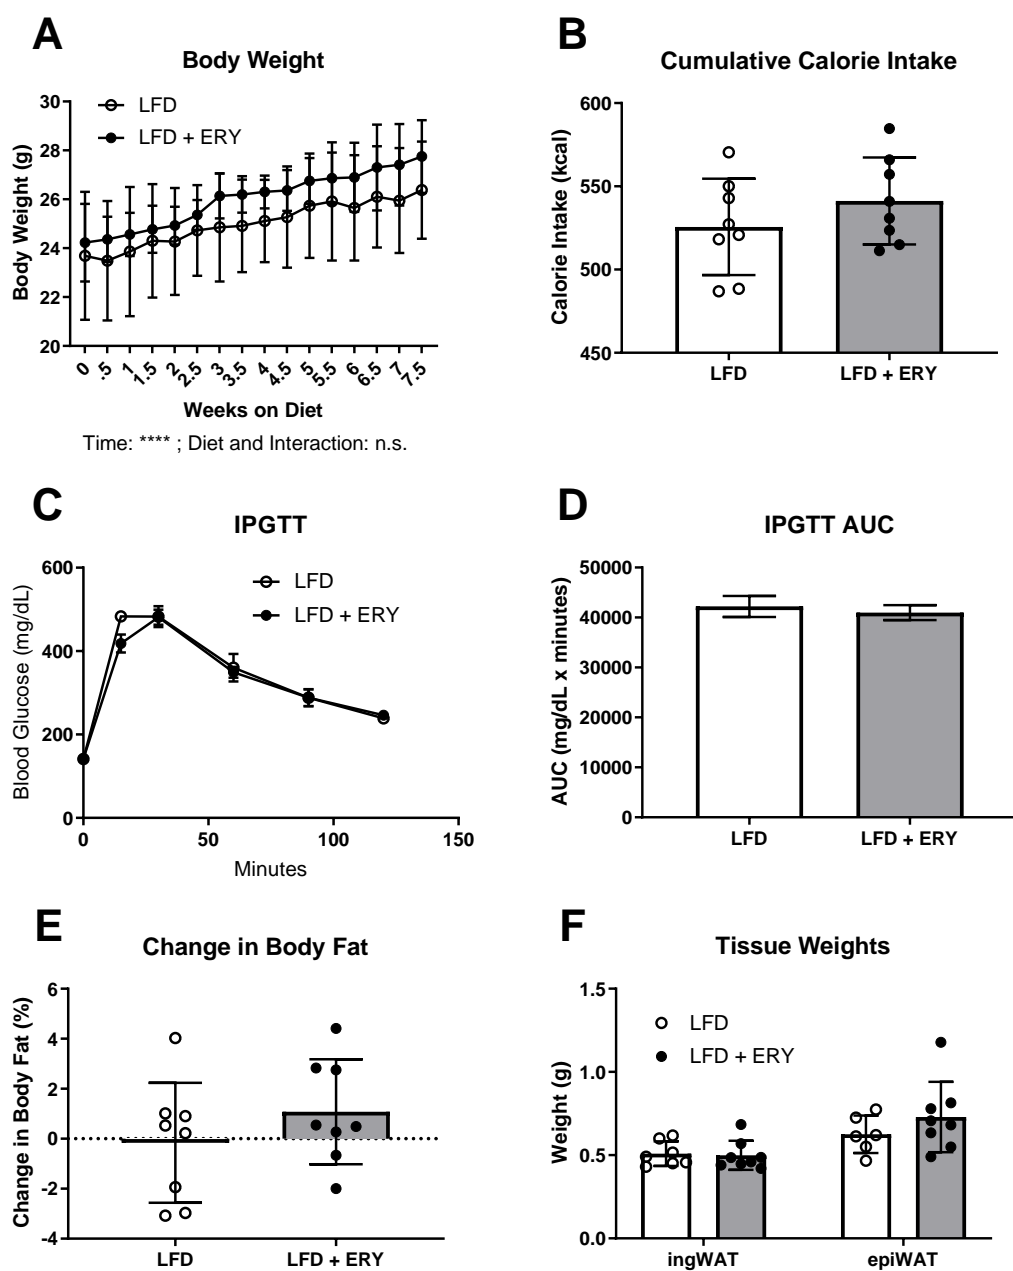 A
Body Weight
LFD
LFD + ERY
Body Weight (g)
30
28
26
24
22
20
0 .5 1 1.5 2 2.5 3 3.5 4 4.5 5 5.5 6 6.5 7 7.5
Weeks on Diet
Time: **** ; Diet and Interaction: n.s.
B
Cumulative Calorie Intake
Calorie Intake (kcal)
600
550
500
450
LFD LFD + ERY
C
IPGTT
LFD
LFD + ERY
Blood Glucose (mg/dL)
600
400
200
0
0 50 100 150
Minutes
D
IPGTT AUC
AUC (mg/dL x minutes)
50000
40000
30000
20000
10000
0
LFD LFD + ERY
E
Change in Body Fat
Change in Body Fat (%)
6
4
2
0
-2
-4
LFD LFD + ERY
F
Tissue Weights
LFD
LFD + ERY
Weight (g)
1.5
1.0
0.5
0.0
ingWAT epiWAT